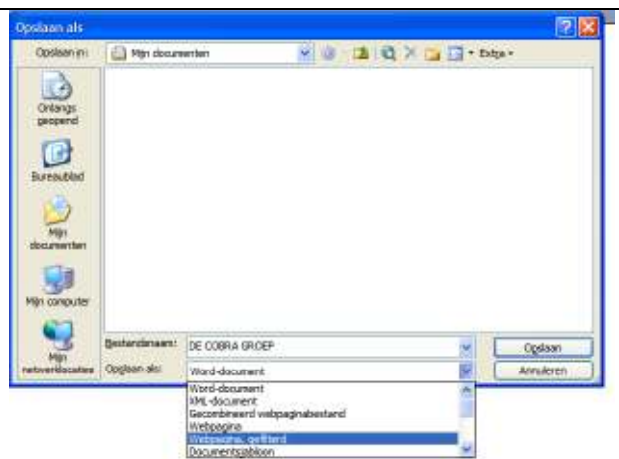 Opslaan als
Opslaan in:
Mijn documenten
Extra
Onlangs
geopend
Bureaublad
Mijn
documenten
Mijn computer
Mijn
netwerklocaties
Bestandsnaam:
DE COBRA GROEP
Opslaan
Opslaan als:
Word-document
Annuleren
Word-document
XML-document
Gecombineerd webpaginabestand
Webpagina
Webpagina, gefilterd
Documentsjabloon